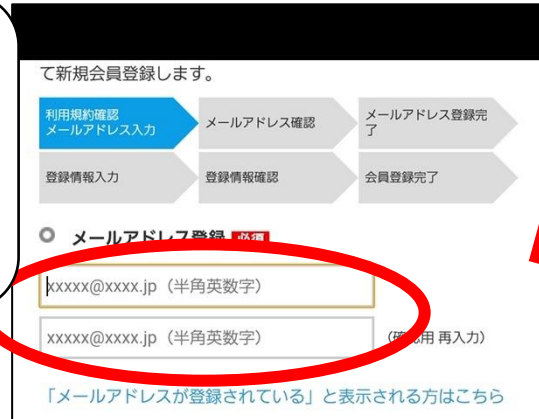 て新規会員登録します。
利用規約確認
メールアドレス入力
メールアドレス確認
メールアドレス登録完
了
登録情報入力
登録情報確認
会員登録完了
メールアドレス登録 必須
xxxxx@xxxx.jp（半角英数字）
xxxxx@xxxx.jp（半角英数字）
（確認用 再入力）
「メールアドレスが登録されている」と表示される方はこちら